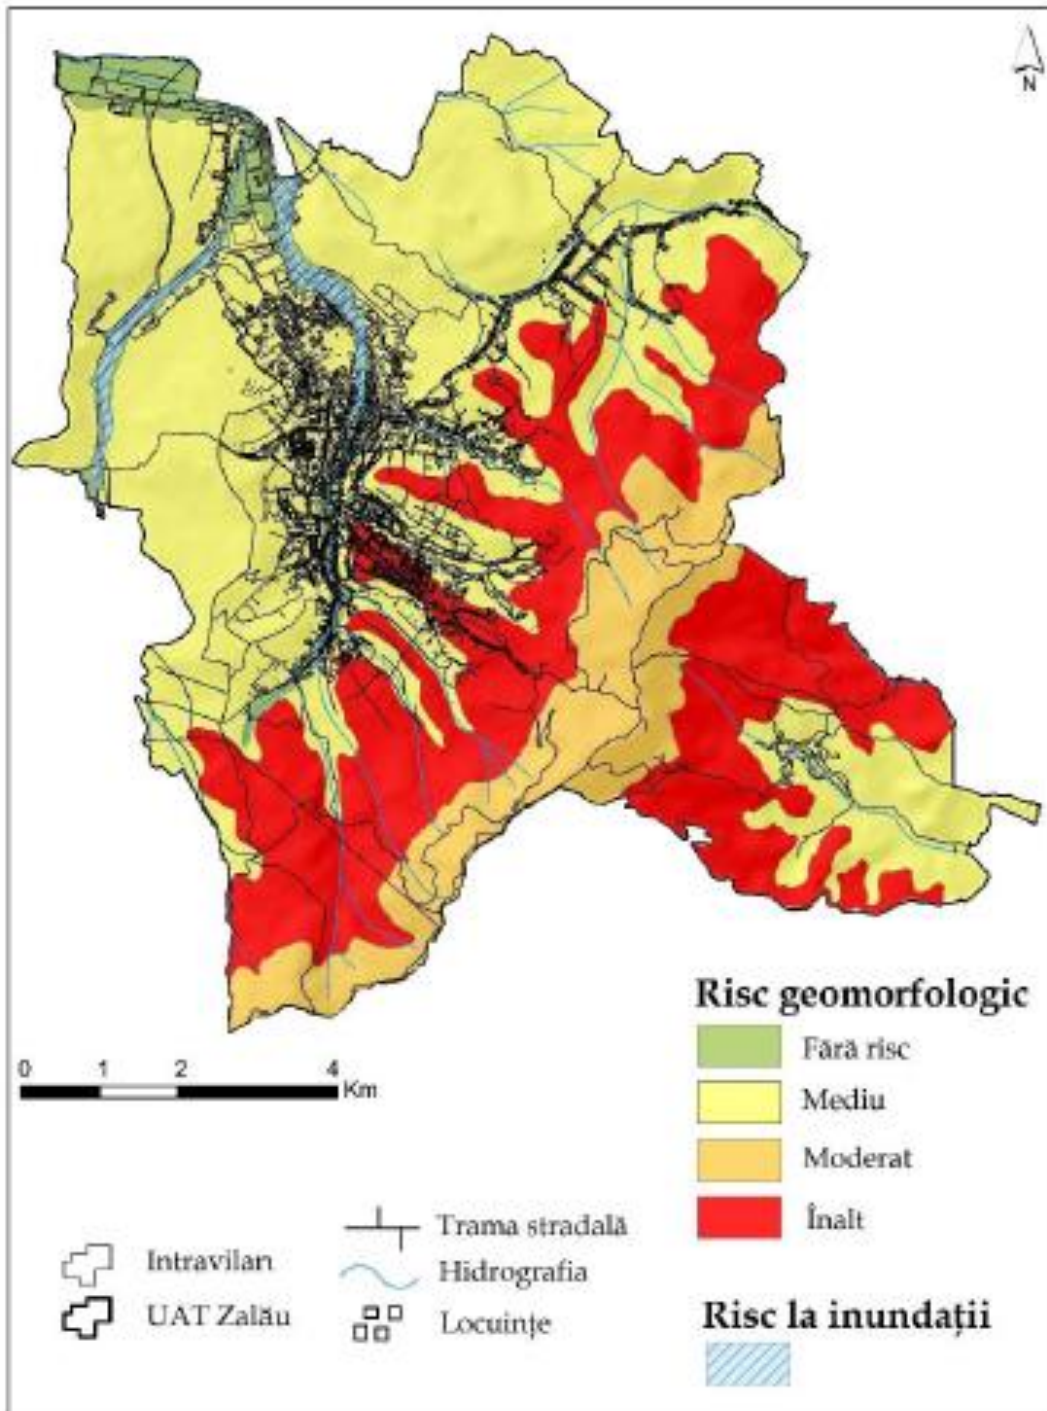 N
Risc geomorfologic
Fără risc
Mediu
Moderat
Înalt
0 1 2 4
Km
Trama stradală
Intravilan
Hidrografia
UAT Zalău
Locuințe
Risc la inundații